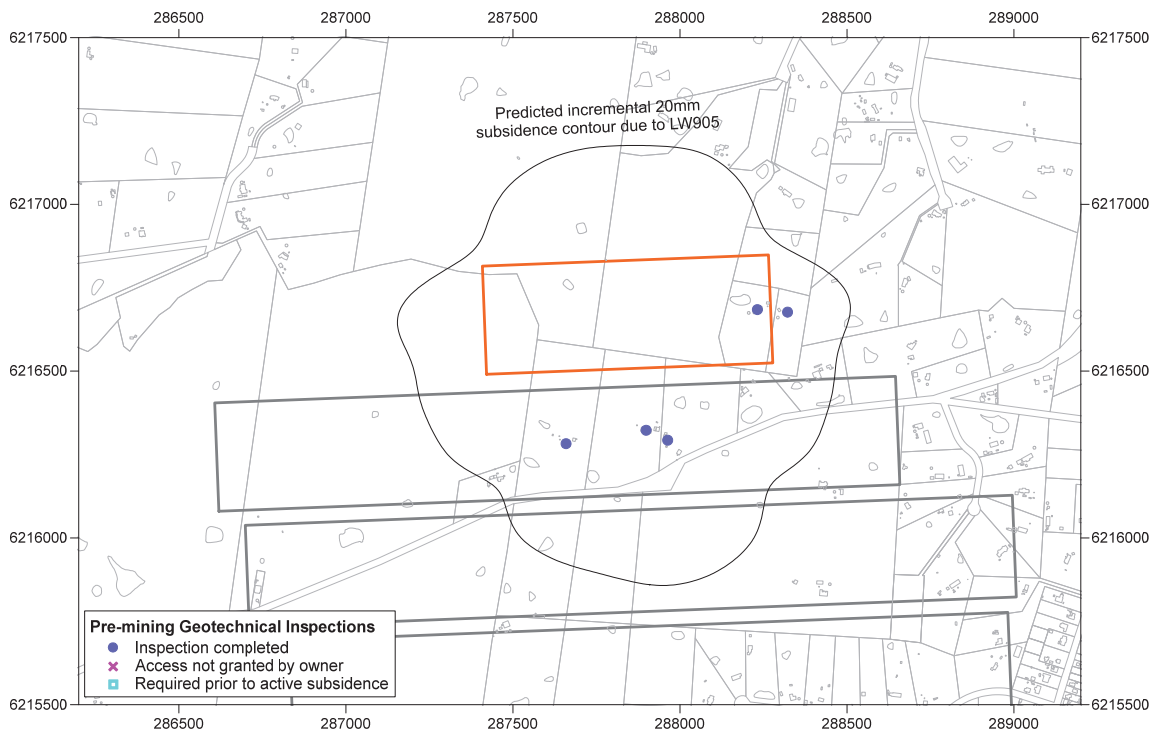 286500 287000 287500 288000 288500 289000
6217500 6217500
Predicted incremental 20mm
subsidence contour due to LW905
6217000 6217000
6216500 6216500
6216000 6216000
Pre-mining Geotechnical Inspections
Inspection completed
Access not granted by owner
Required prior to active subsidence
6215500 6215500
286500 287000 287500 288000 288500 289000